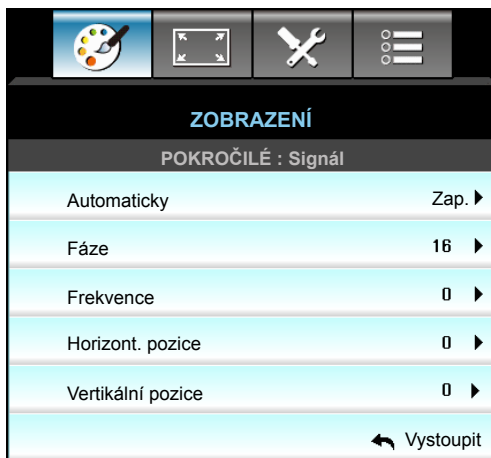 ZOBRAZENÍ
POKROČILÉ : Signál
Automaticky Zap.
Fáze 16
Frekvence 0
Horizont. pozice 0
Vertikální pozice 0
Vystoupit